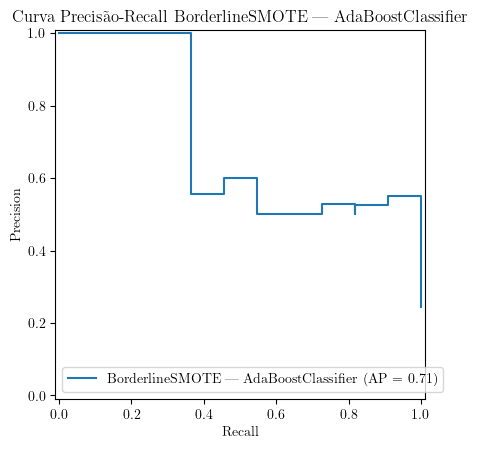 Curva Precisão-Recall BorderlineSMOTE — AdaBoostClassifier
1.0
0.8
0.6
0.4
0.2
0.0
Precision
BorderlineSMOTE — AdaBoostClassifier (AP = 0.71)
0.0 0.2 0.4 0.6 0.8 1.0
Recall